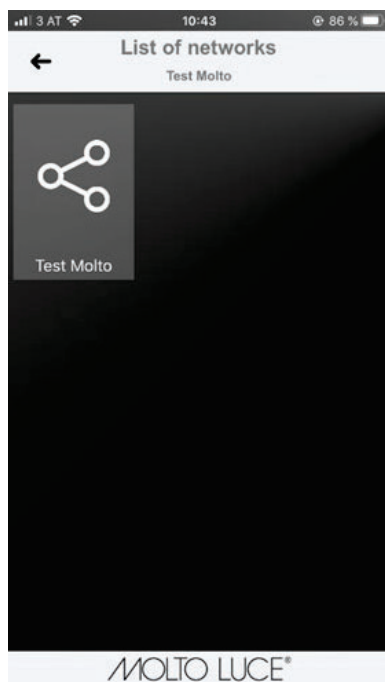 3 AT 10:43 86 %
List of networks
Test Molto
Test Molto
MOLTO LUCE®